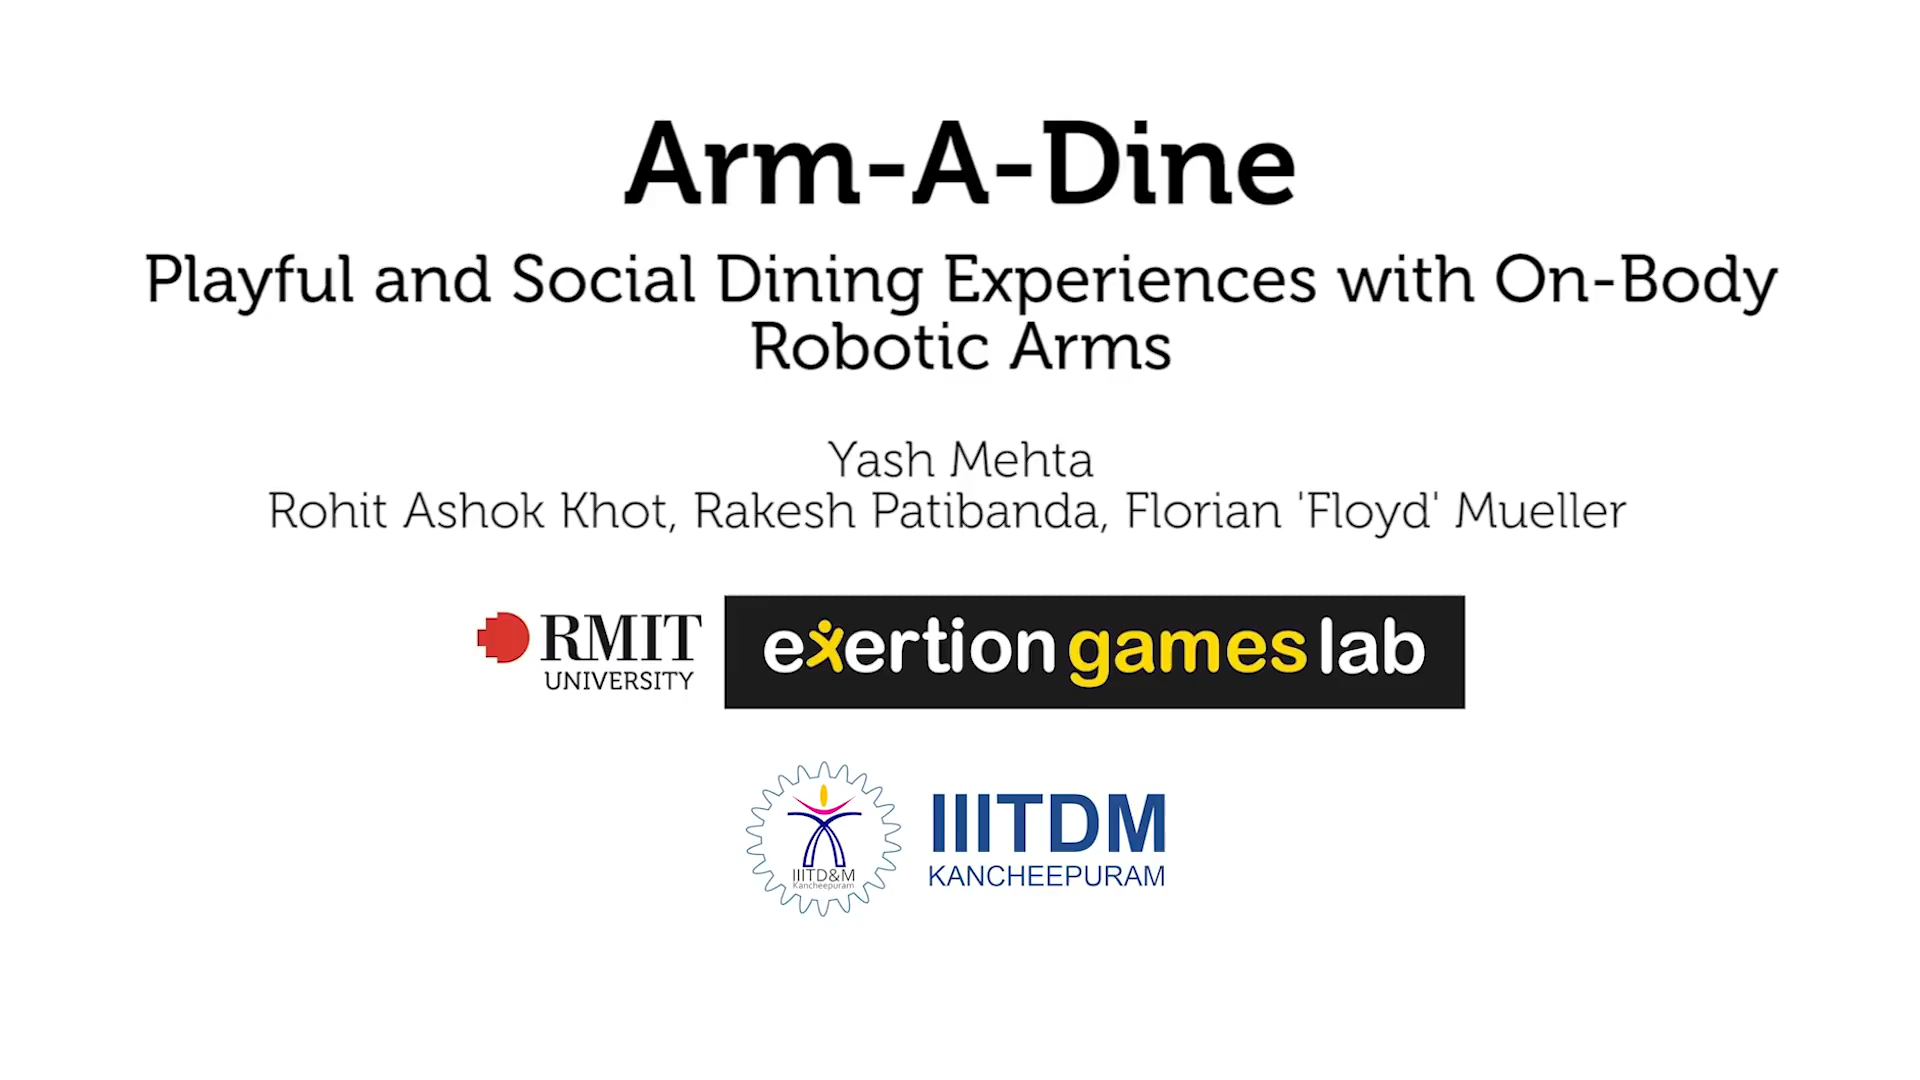 Arm-A-Dine
Playful and Social Dining Experiences with On-Body
Robotic Arms
Yash Mehta
Rohit Ashok Khot, Rakesh Patibanda, Florian 'Floyd' Mueller
RMIT
UNIVERSITY
exertion games lab
IIITD&M
Kancheepuram
IIITDM
KANCHEEPURAM